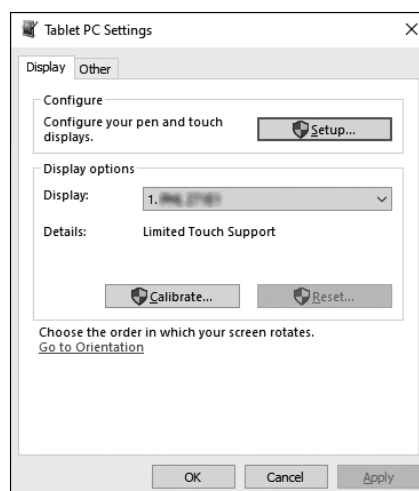 Tablet PC Settings
Display Other
Configure
Configure your pen and touch
displays.
Setup...
Display options
Display: 1.
Details: Limited Touch Support
Calibrate... Reset...
Choose the order in which your screen rotates.
Go to Orientation
OK Cancel Apply